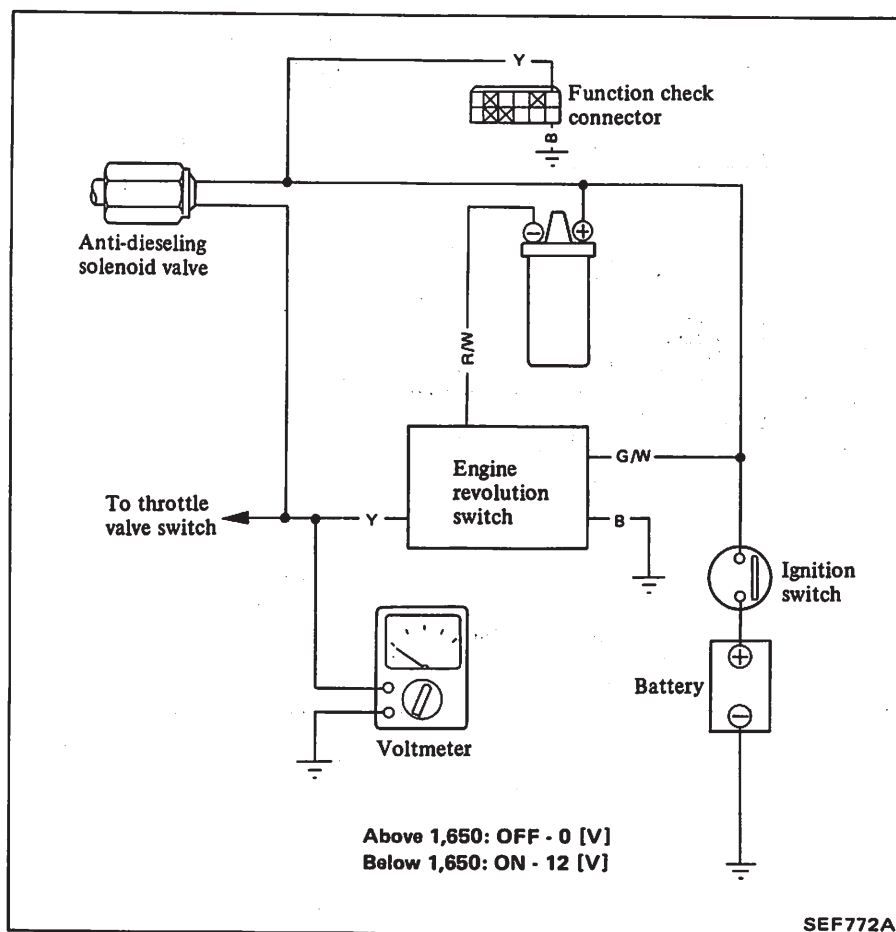 Y
Function check
connector
B
Anti-dieseling
solenoid valve
R/W
Engine
revolution
switch
G/W
To throttle
valve switch
Y
B
Ignition
switch
Battery
Voltmeter
Above 1,650: OFF - 0 [V]
Below 1,650: ON - 12 [V]
SEF772A